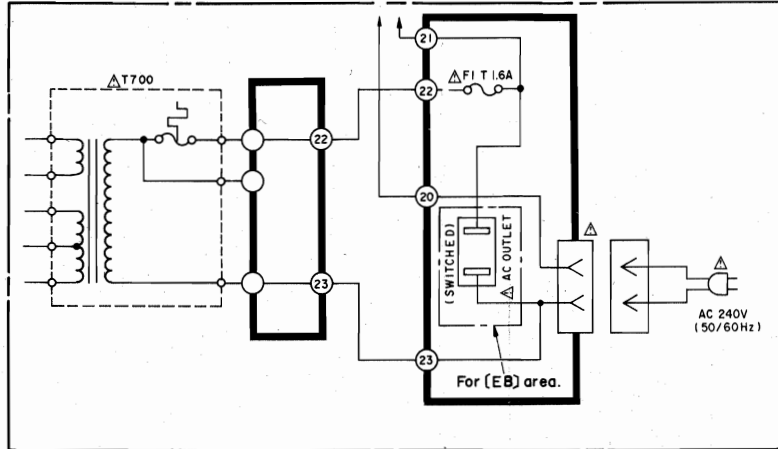 21
⚠T700
⚠F1 T 1.6A
22
22
20
(SWITCHED)
AC OUTLET
⚠
⚠
⚠
AC 240V
(50/60Hz)
23
23
For [EB] area.